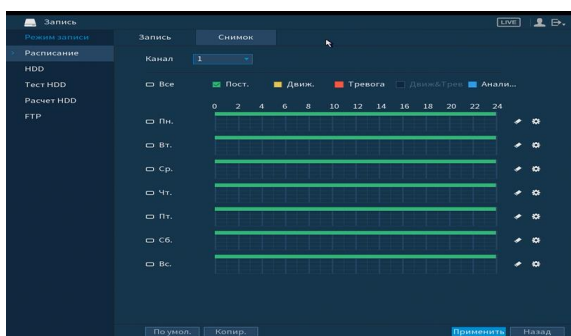 Запись
LIVE
Режим записи
Расписание
HDD
Тест HDD
Расчет HDD
FTP
Запись Снимок
Канал 1
Все Пост. Движ. Тревога Движ&Трев Анали...
0 2 4 6 8 10 12 14 16 18 20 22 24
Пн.
Вт.
Ср.
Чт.
Пт.
Сб.
Вс.
По умол. Копир. Применить Назад